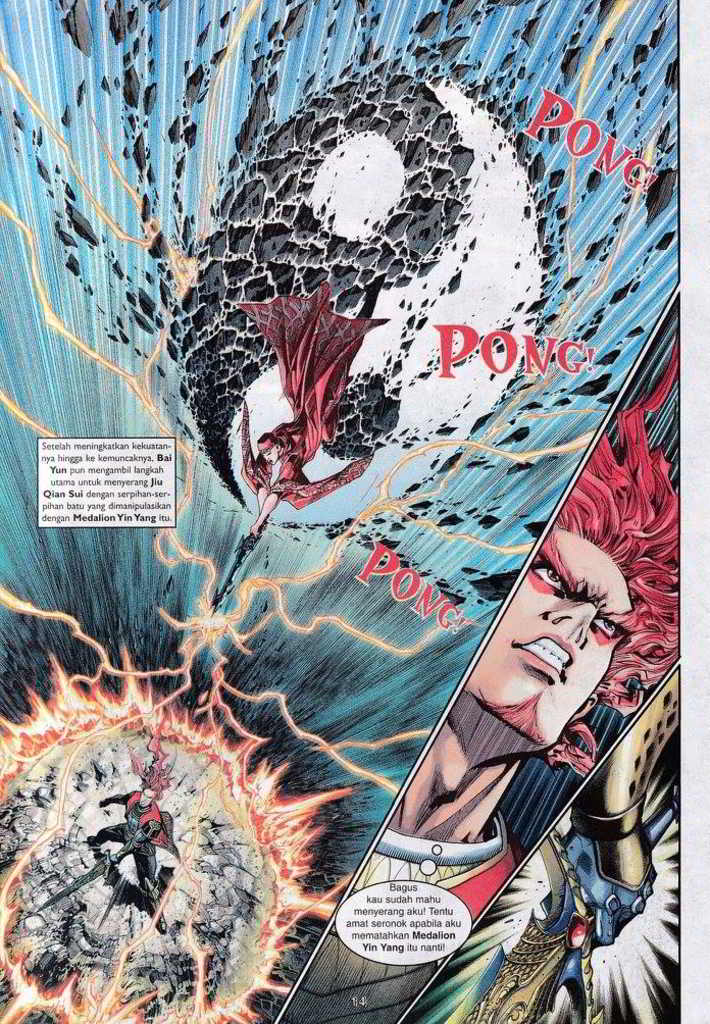 PONG!
PONG!
Setelah meningkatkan kekuatan-
nya hingga ke kemuncaknya, Bai
Yun pun mengambil langkah
utama untuk menyerang Jiu
Qian Sui dengan serpihan-ser-
pihan batu yang dimanipulasikan
dengan Medalion Yin Yang itu.
PONG!
Bagus
kau sudah mahu
menyerang aku! Tentu
amat seronok apabila aku
mematahkan Medalion
Yin Yang itu nanti!
14